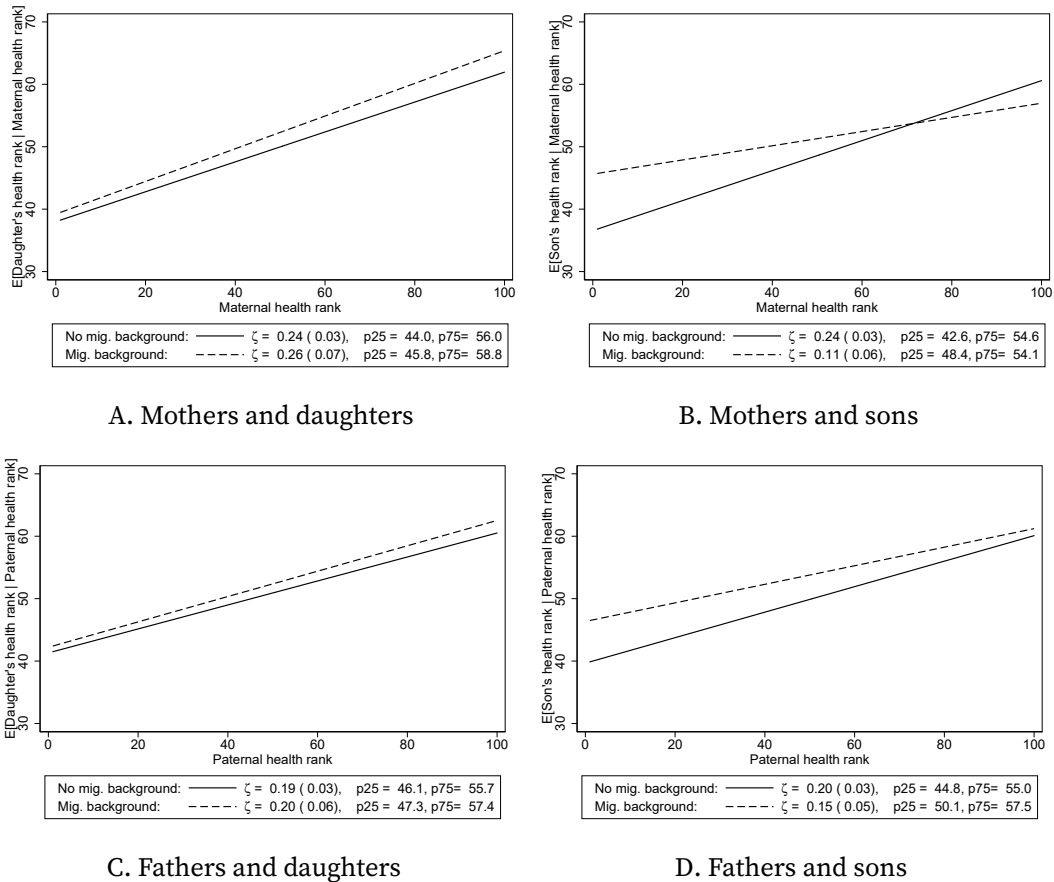 E[Daughter's health rank | Maternal health rank]
70
60
50
40
30
0 20 40 60 80 100
Maternal health rank
No mig. background: ζ = 0.24 ( 0.03), p25 = 44.0, p75= 56.0
Mig. background: ζ = 0.26 ( 0.07), p25 = 45.8, p75= 58.8
A. Mothers and daughters
E[Son's health rank | Maternal health rank]
70
60
50
40
30
0 20 40 60 80 100
Maternal health rank
No mig. background: ζ = 0.24 ( 0.03), p25 = 42.6, p75= 54.6
Mig. background: ζ = 0.11 ( 0.06), p25 = 48.4, p75= 54.1
B. Mothers and sons
E[Daughter's health rank | Paternal health rank]
70
60
50
40
30
0 20 40 60 80 100
Paternal health rank
No mig. background: ζ = 0.19 ( 0.03), p25 = 46.1, p75= 55.7
Mig. background: ζ = 0.20 ( 0.06), p25 = 47.3, p75= 57.4
C. Fathers and daughters
E[Son's health rank | Paternal health rank]
70
60
50
40
30
0 20 40 60 80 100
Paternal health rank
No mig. background: ζ = 0.20 ( 0.03), p25 = 44.8, p75= 55.0
Mig. background: ζ = 0.15 ( 0.05), p25 = 50.1, p75= 57.5
D. Fathers and sons